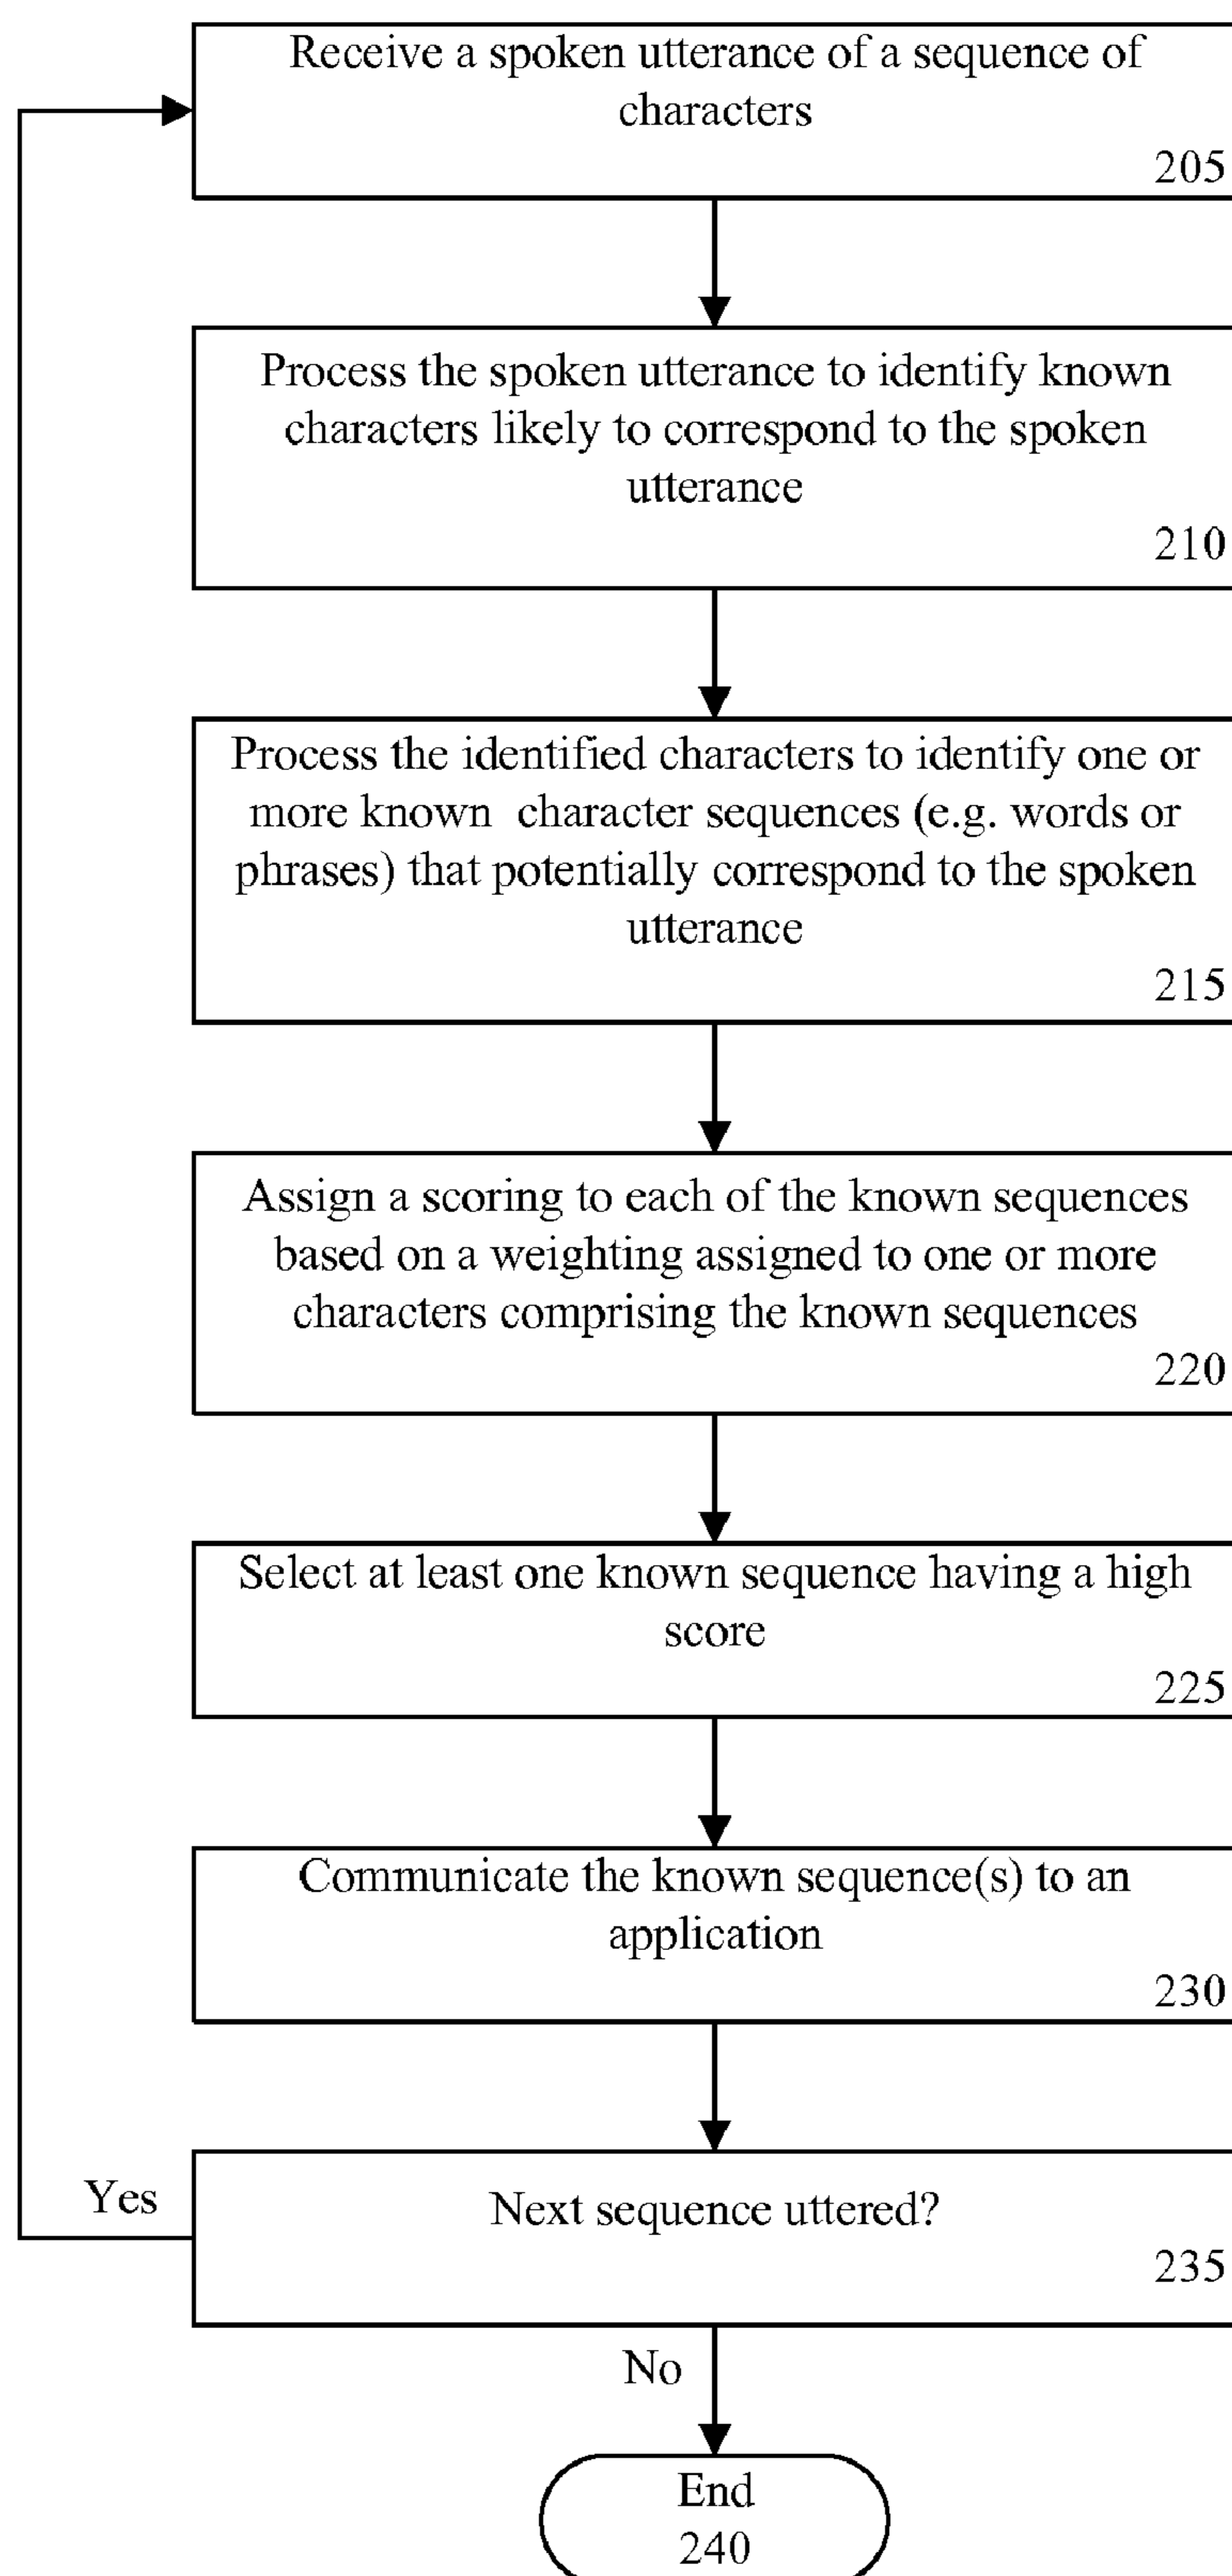 Receive a spoken utterance of a sequence of
characters
205
Process the spoken utterance to identify known
characters likely to correspond to the spoken
utterance
210
Process the identified characters to identify one or
more known character sequences (e.g. words or
phrases) that potentially correspond to the spoken
utterance
215
Assign a scoring to each of the known sequences
based on a weighting assigned to one or more
characters comprising the known sequences
220
Select at least one known sequence having a high
score
225
Communicate the known sequence(s) to an
application
230
Yes
Next sequence uttered?
235
No
End
240